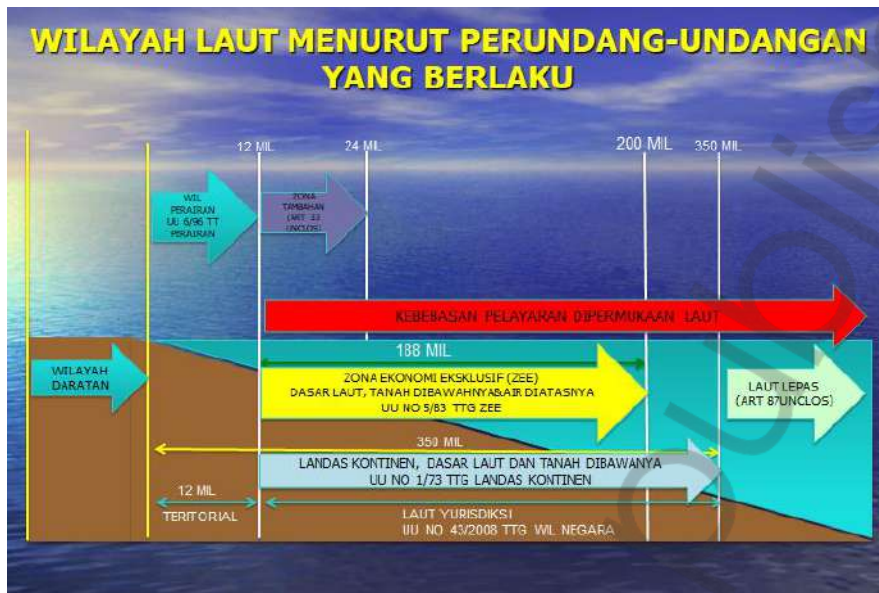 WILAYAH LAUT MENURUT PERUNDANG-UNDANGAN
YANG BERLAKU
12 MIL
24 MIL
200 MIL
350 MIL
WIL
PERAIRAN
UU 6/96 TT
PERAIRAN
ZONA
TAMBAHAN
(ART 33
UNCLOS)
KEBEBASAN PELAYARAN DIPERMUKAAN LAUT
188 MIL
WILAYAH
DARATAN
ZONA EKONOMI EKSKLUSIF (ZEE)
DASAR LAUT, TANAH DIBAWAHNYA&AIR DIATASNYA
UU NO 5/83 TTG ZEE
LAUT LEPAS
(ART 87UNCLOS)
350 MIL
LANDAS KONTINEN, DASAR LAUT DAN TANAH DIBAWANYA
UU NO 1/73 TTG LANDAS KONTINEN
12 MIL
TERITORIAL
LAUT YURISDIKSI
UU NO 43/2008 TTG WIL NEGARA